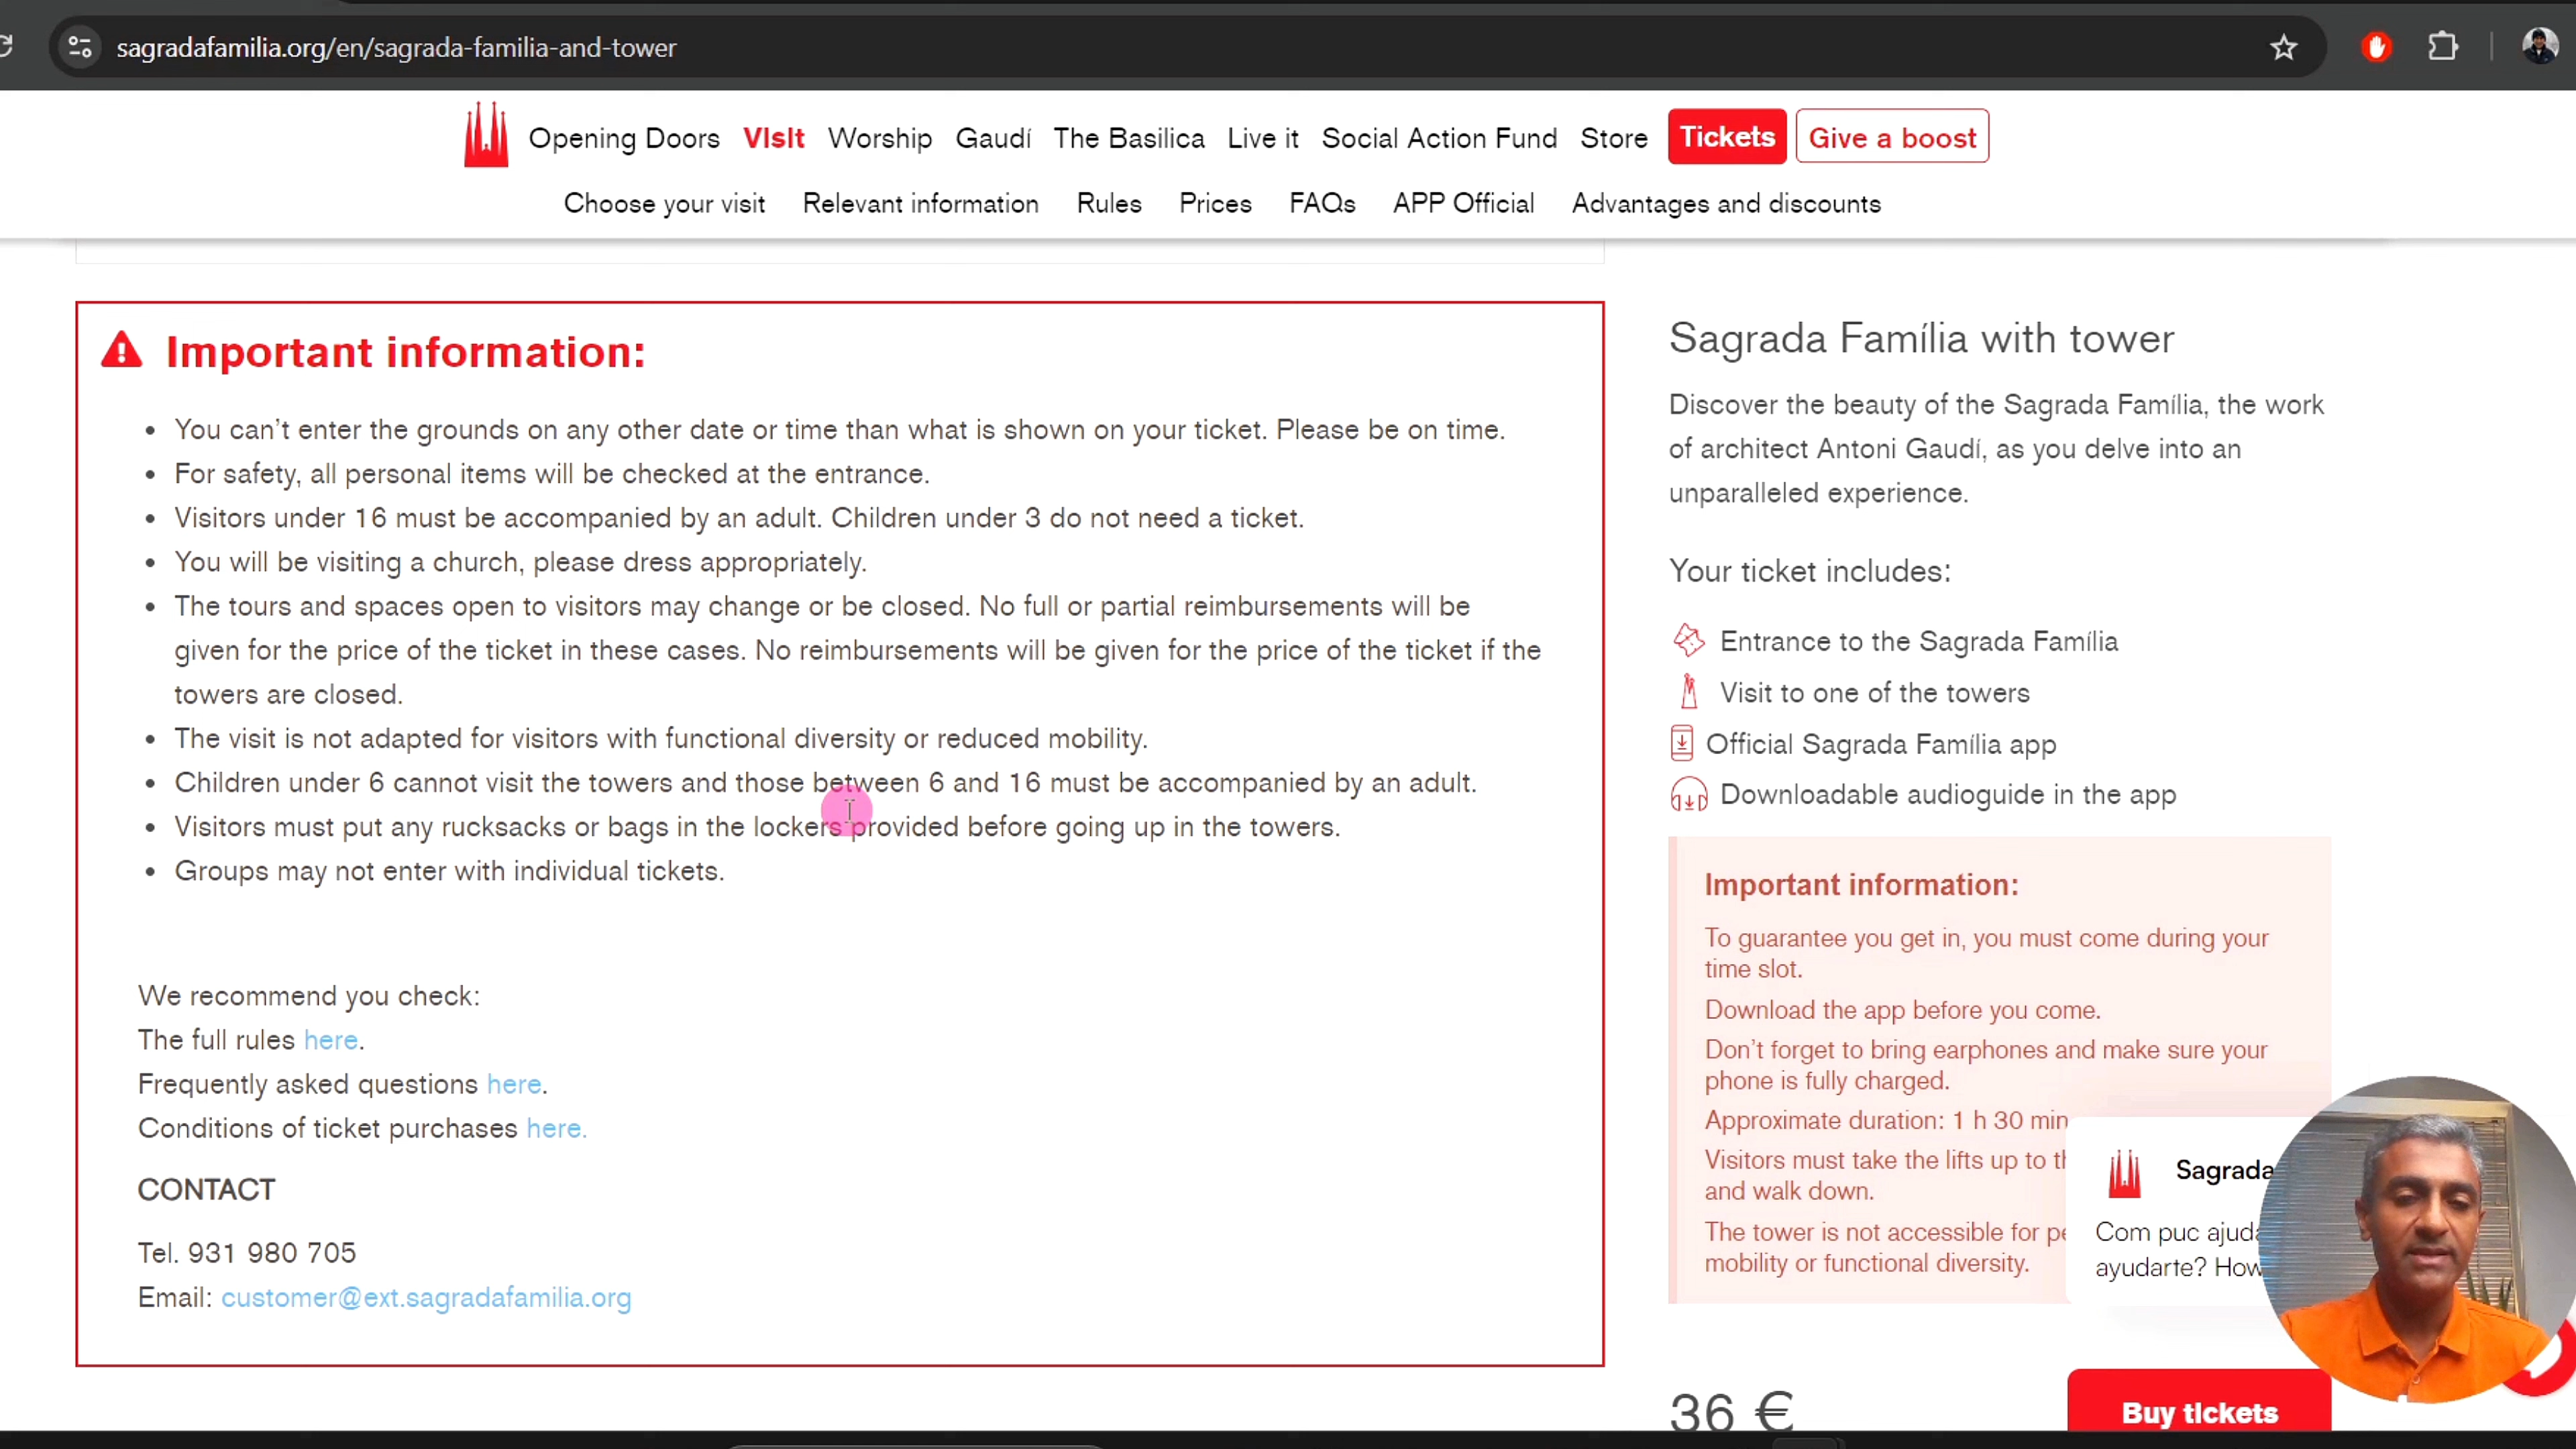 sagradafamilia.org/en/sagrada-familia-and-tower
Opening Doors Visit Worship Gaudí The Basilica Live it Social Action Fund Store Tickets Give a boost
Choose your visit Relevant information Rules Prices FAQs APP Official Advantages and discounts
Important information:
• You can't enter the grounds on any other date or time than what is shown on your ticket. Please be on time.
• For safety, all personal items will be checked at the entrance.
• Visitors under 16 must be accompanied by an adult. Children under 3 do not need a ticket.
• You will be visiting a church, please dress appropriately.
• The tours and spaces open to visitors may change or be closed. No full or partial reimbursements will be
given for the price of the ticket in these cases. No reimbursements will be given for the price of the ticket if the
towers are closed.
• The visit is not adapted for visitors with functional diversity or reduced mobility.
• Children under 6 cannot visit the towers and those between 6 and 16 must be accompanied by an adult.
• Visitors must put any rucksacks or bags in the lockers provided before going up in the towers.
• Groups may not enter with individual tickets.
We recommend you check:
The full rules here.
Frequently asked questions here.
Conditions of ticket purchases here.
CONTACT
Tel. 931 980 705
Email: customer@ext.sagradafamilia.org
Sagrada Família with tower
Discover the beauty of the Sagrada Família, the work
of architect Antoni Gaudí, as you delve into an
unparalleled experience.
Your ticket includes:
Entrance to the Sagrada Família
Visit to one of the towers
Official Sagrada Família app
Downloadable audioguide in the app
Important information:
To guarantee you get in, you must come during your
time slot.
Download the app before you come.
Don't forget to bring earphones and make sure your
phone is fully charged.
Approximate duration: 1 h 30 min
Visitors must take the lifts up to
and walk down.
The tower is not accessible for
mobility or functional diversity.
Sagrada
Com puc
ayudarte? How
36 €
Buy tickets